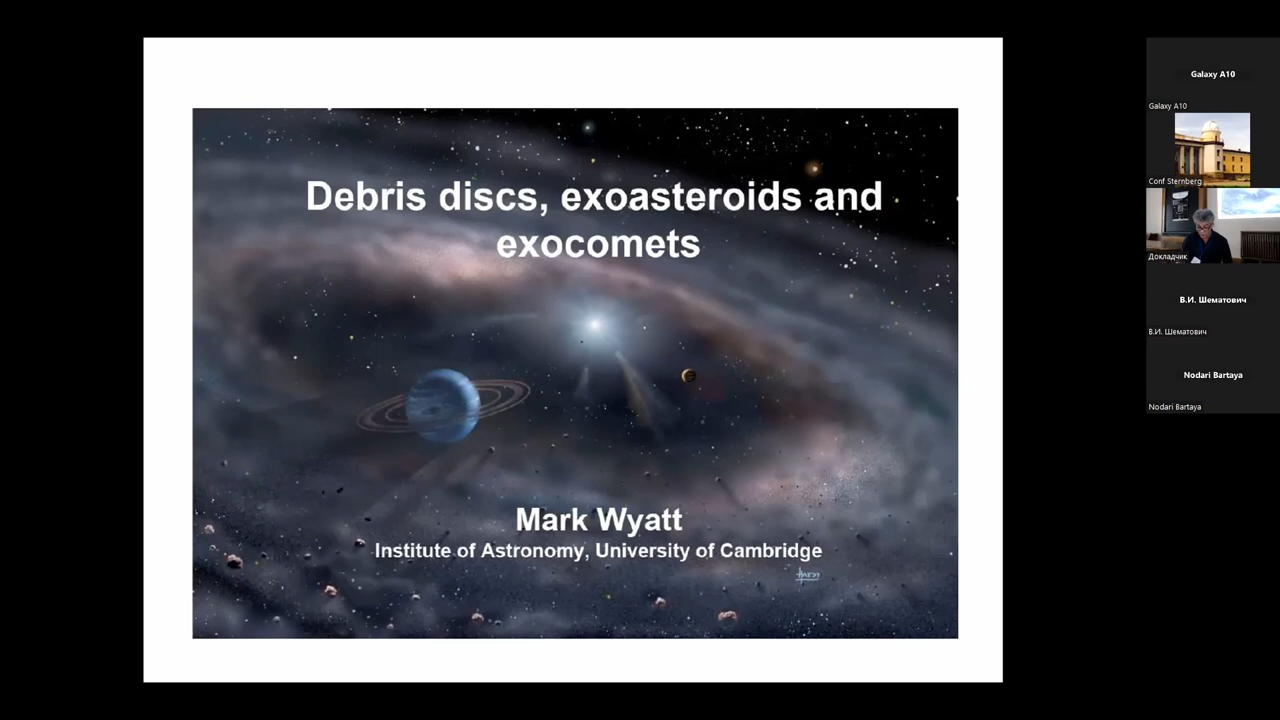 Debris discs, exoasteroids and
exocomets
Mark Wyatt
Institute of Astronomy, University of Cambridge
Galaxy A10
Galaxy A10
Conf Sternberg
Докладчик
В.И. Шематович
В.И. Шематович
Nodari Bartaya
Nodari Bartaya